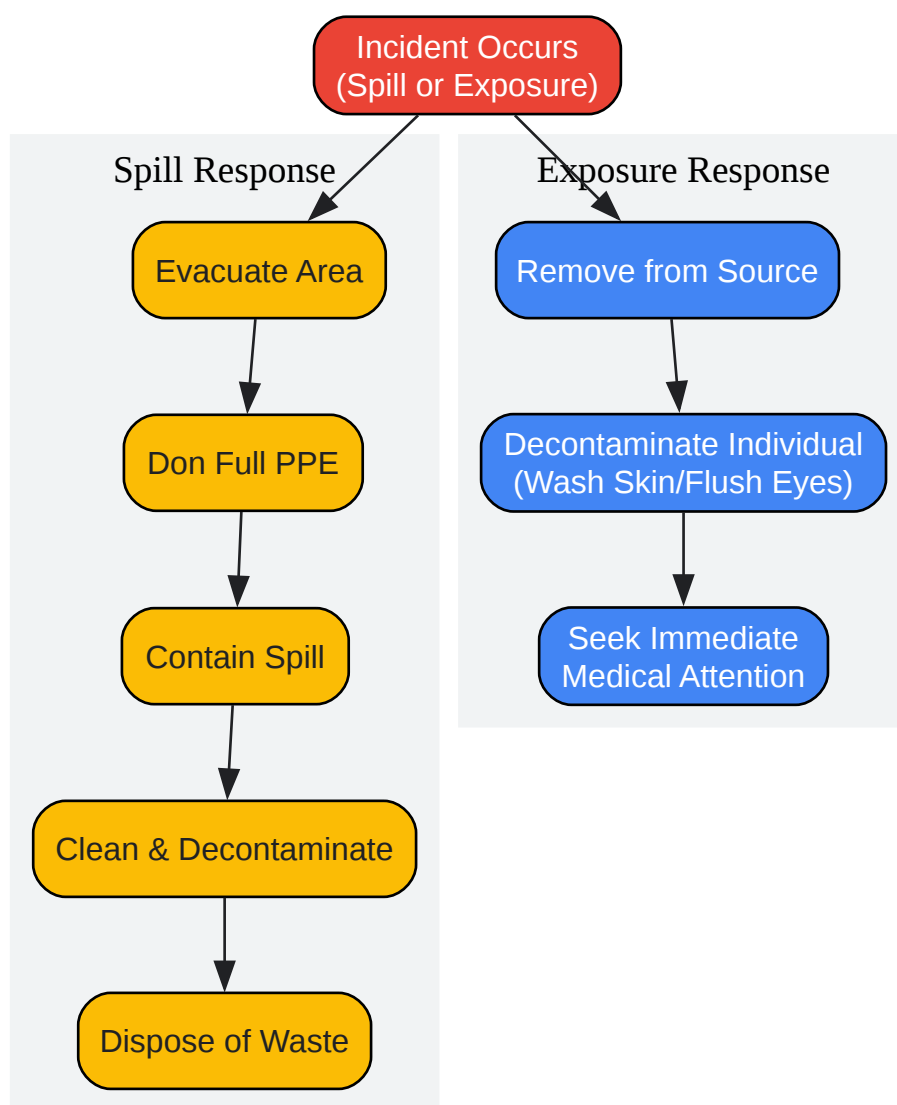 Incident Occurs
(Spill or Exposure)
Spill Response
Evacuate Area
Don Full PPE
Contain Spill
Clean & Decontaminate
Dispose of Waste
Exposure Response
Remove from Source
Decontaminate Individual
(Wash Skin/Flush Eyes)
Seek Immediate
Medical Attention